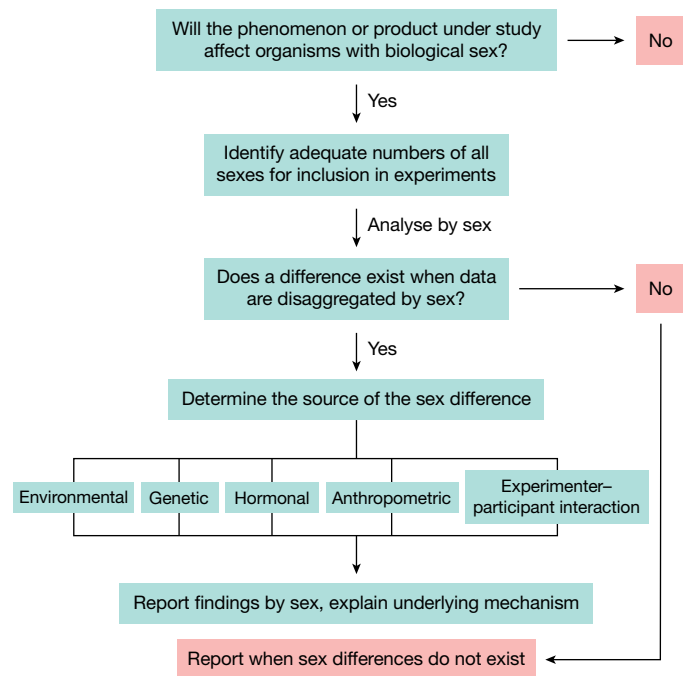 Will the phenomenon or product under study
affect organisms with biological sex?
No
Yes
Identify adequate numbers of all
sexes for inclusion in experiments
Analyse by sex
Does a difference exist when data
are disaggregated by sex?
No
Yes
Determine the source of the sex difference
Environmental
Genetic
Hormonal
Anthropometric
Experimenter–
participant interaction
Report findings by sex, explain underlying mechanism
Report when sex differences do not exist